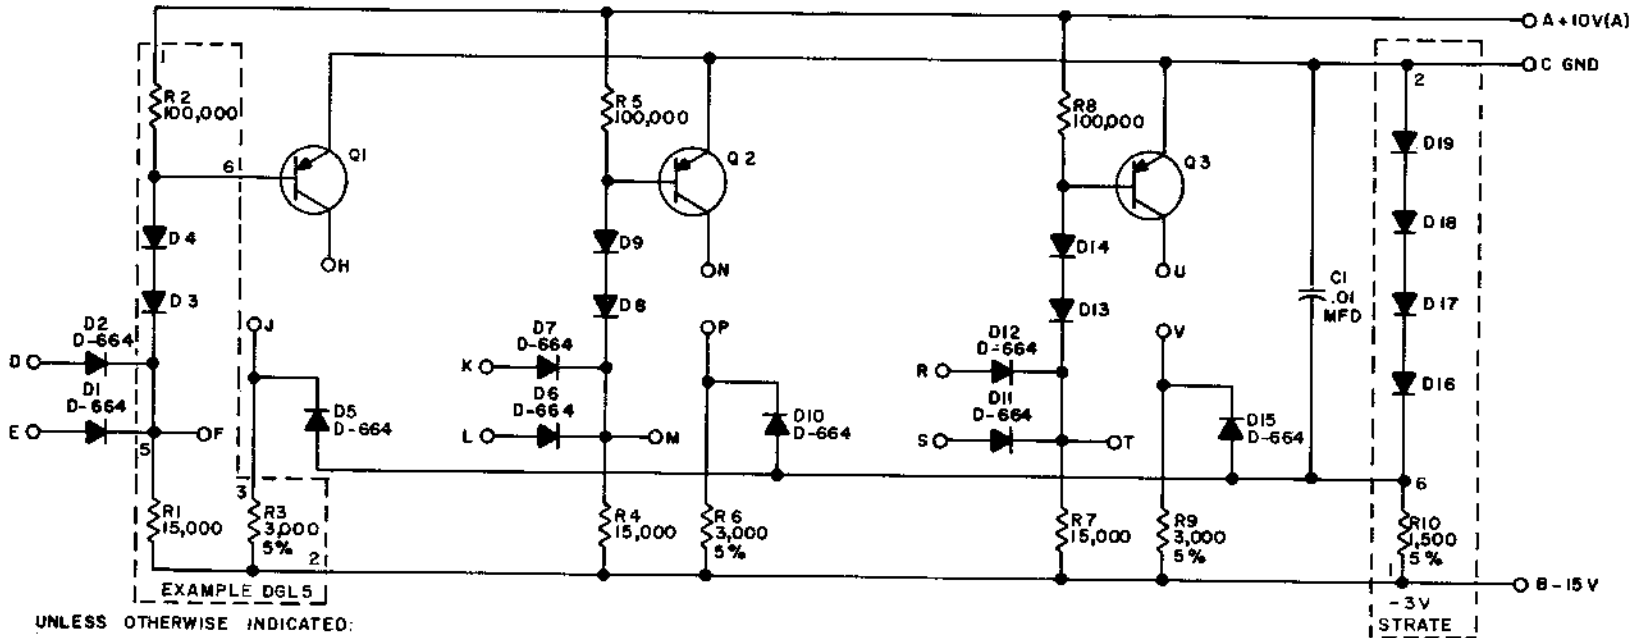 A+10V(A)
C GND
1
R2
100,000
6
Q1
R5
100,000
Q2
R8
100,000
Q3
2
D19
D18
D17
D16
D4
D3
H
D9
D8
N
D14
D13
U
C1
.01
MFD
D2
D-664
D
D1
D-664
E
F
5
J
D5
D-664
D7
D-664
K
D6
D-664
L
M
P
D10
D-664
D12
D-664
R
D11
D-664
S
T
V
D15
D-664
6
3
R1
15,000
R3
3,000
5%
2
R4
15,000
R6
3,000
5%
R7
15,000
R9
3,000
5%
R10
1,500
5%
1
B-15V
EXAMPLE DGL5
-3V
STRATE
UNLESS OTHERWISE INDICATED: